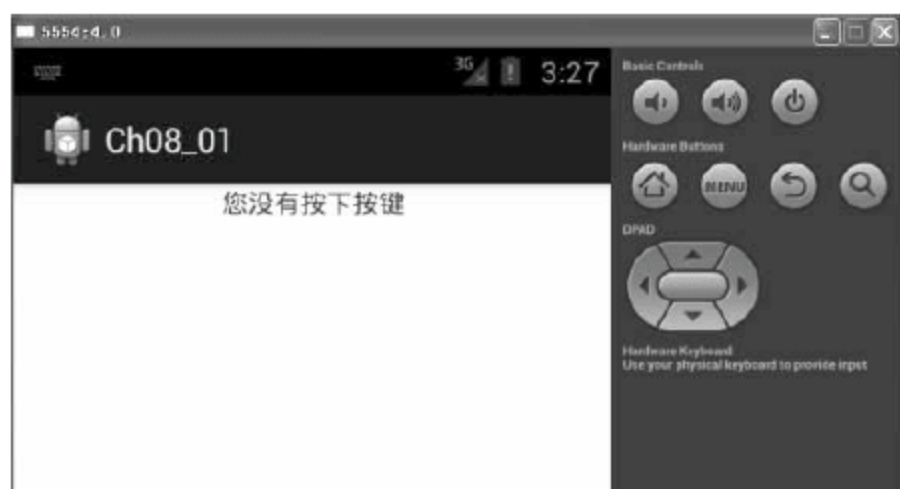 5554:4.0
3G 3:27
Basic Controls
Ch08_01
Hardware Buttons
MENU
您没有按下按键
DPAD
Hardware Keyboard
Use your physical keyboard to provide input